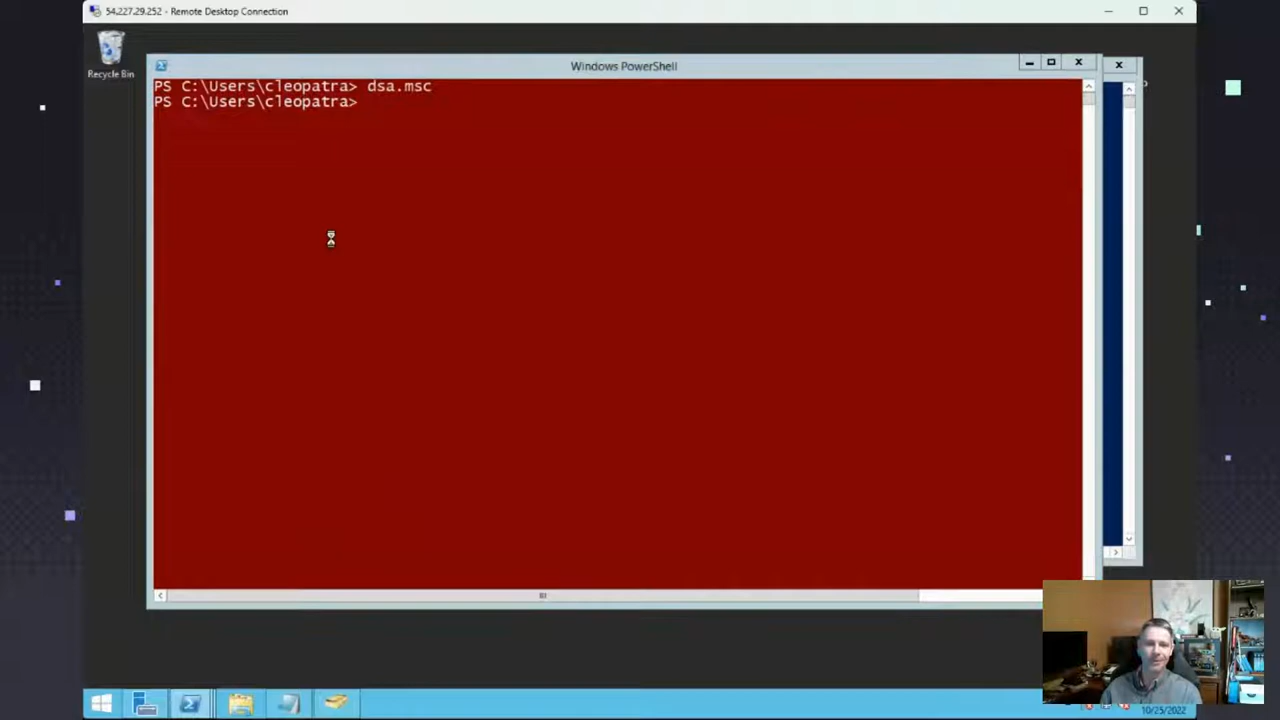 54.227.29.252 - Remote Desktop Connection
Recycle Bin
Windows PowerShell
PS C:\Users\cleopatra> dsa.msc
PS C:\Users\cleopatra>
10/25/2022